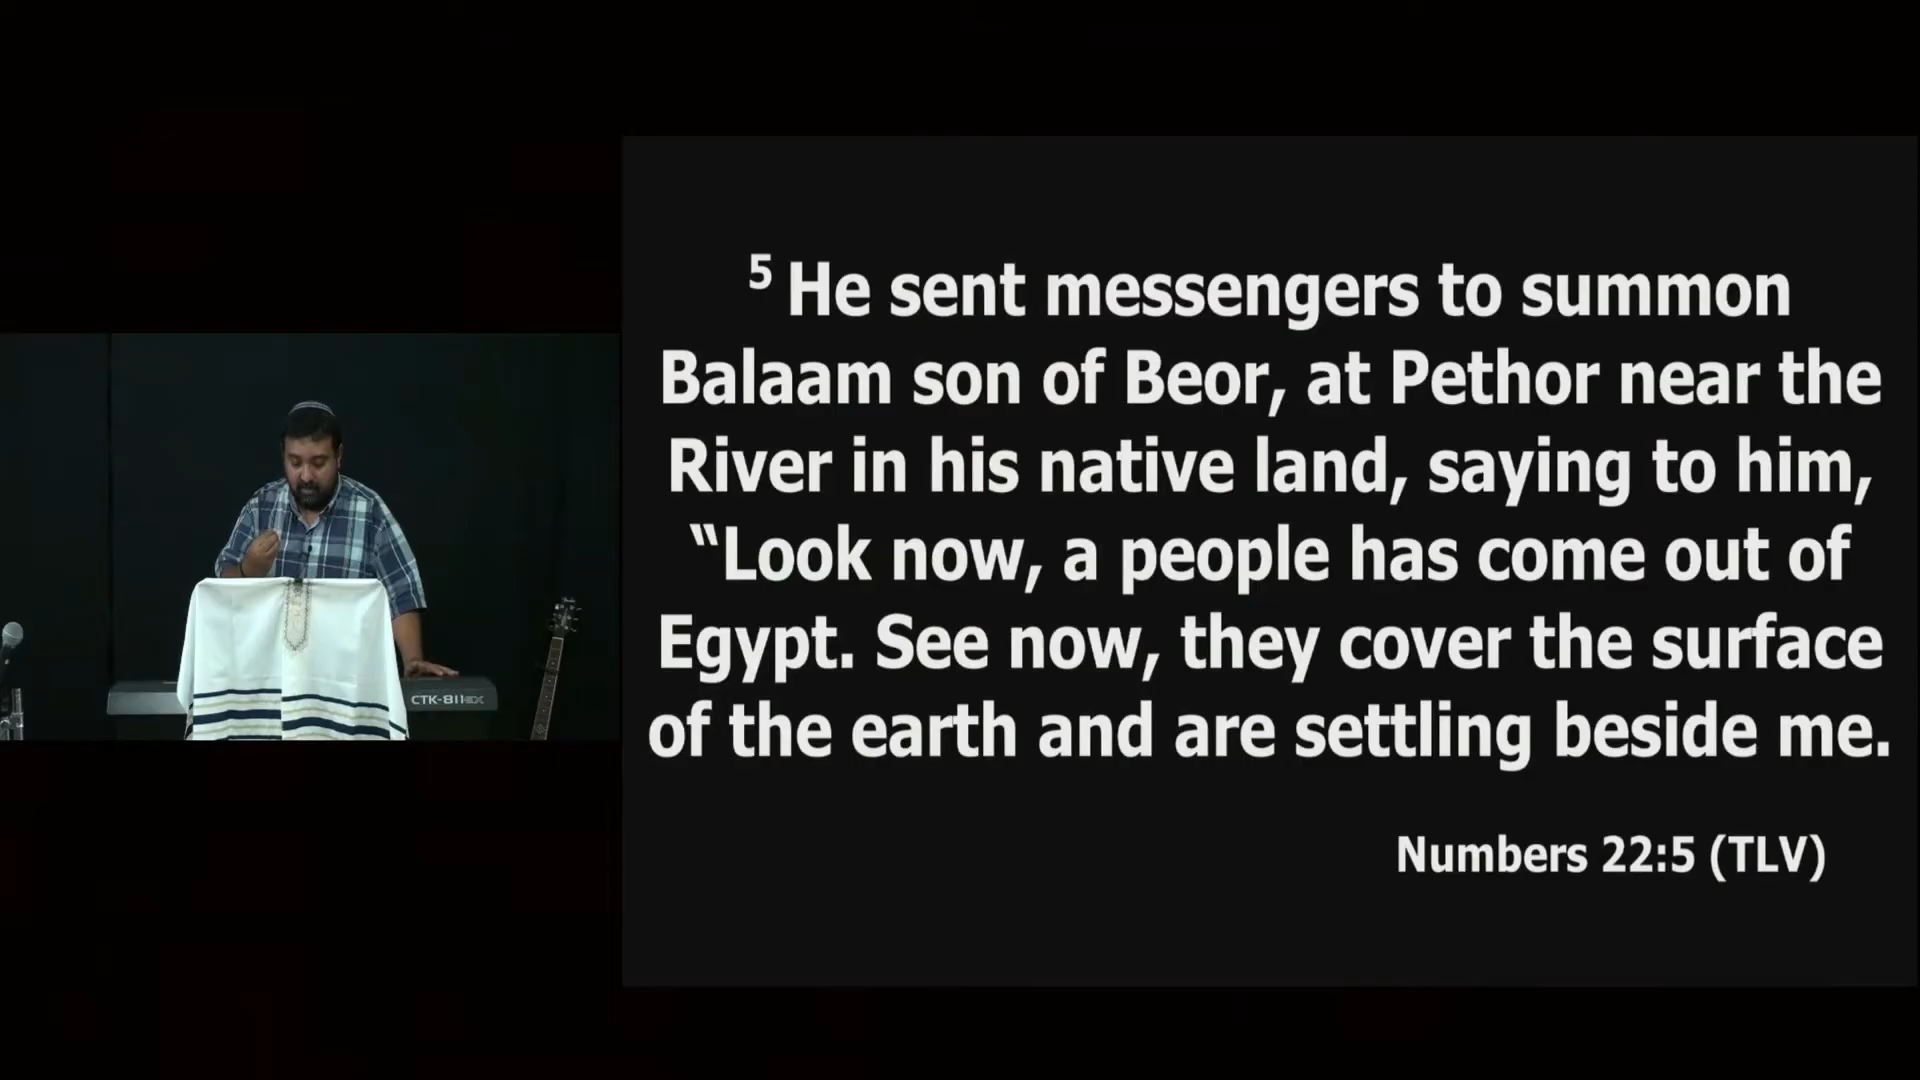 5 He sent messengers to summon
Balaam son of Beor, at Pethor near the
River in his native land, saying to him,
“Look now, a people has come out of
Egypt. See now, they cover the surface
of the earth and are settling beside me.
Numbers 22:5 (TLV)